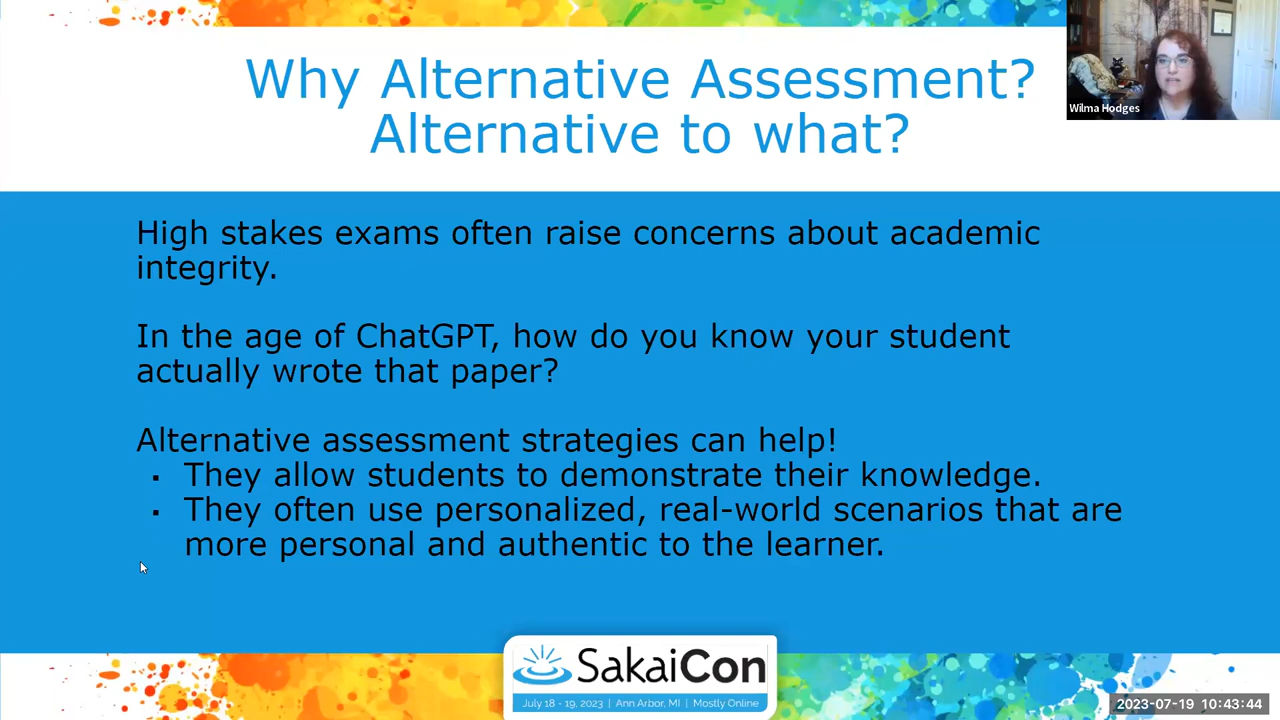 Why Alternative Assessment?
Alternative to what?
Wilma Hodges
High stakes exams often raise concerns about academic
integrity.
In the age of ChatGPT, how do you know your student
actually wrote that paper?
Alternative assessment strategies can help!
▪ They allow students to demonstrate their knowledge.
▪ They often use personalized, real-world scenarios that are
more personal and authentic to the learner.
SakaiCon
July 18 - 19, 2023 | Ann Arbor, MI | Mostly Online
2023-07-19 10:43:44